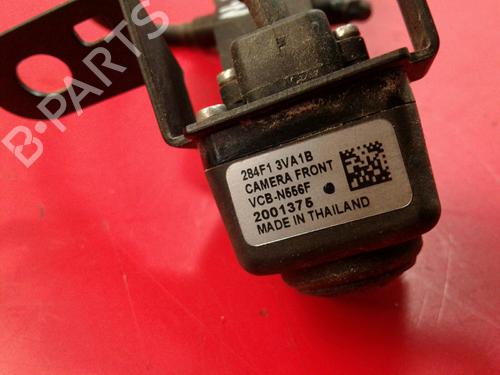 B-PARTS
F
284F1 3VA1B
CAMERA FRONT
VCB-N556F
2001375
MADE IN THAILAND